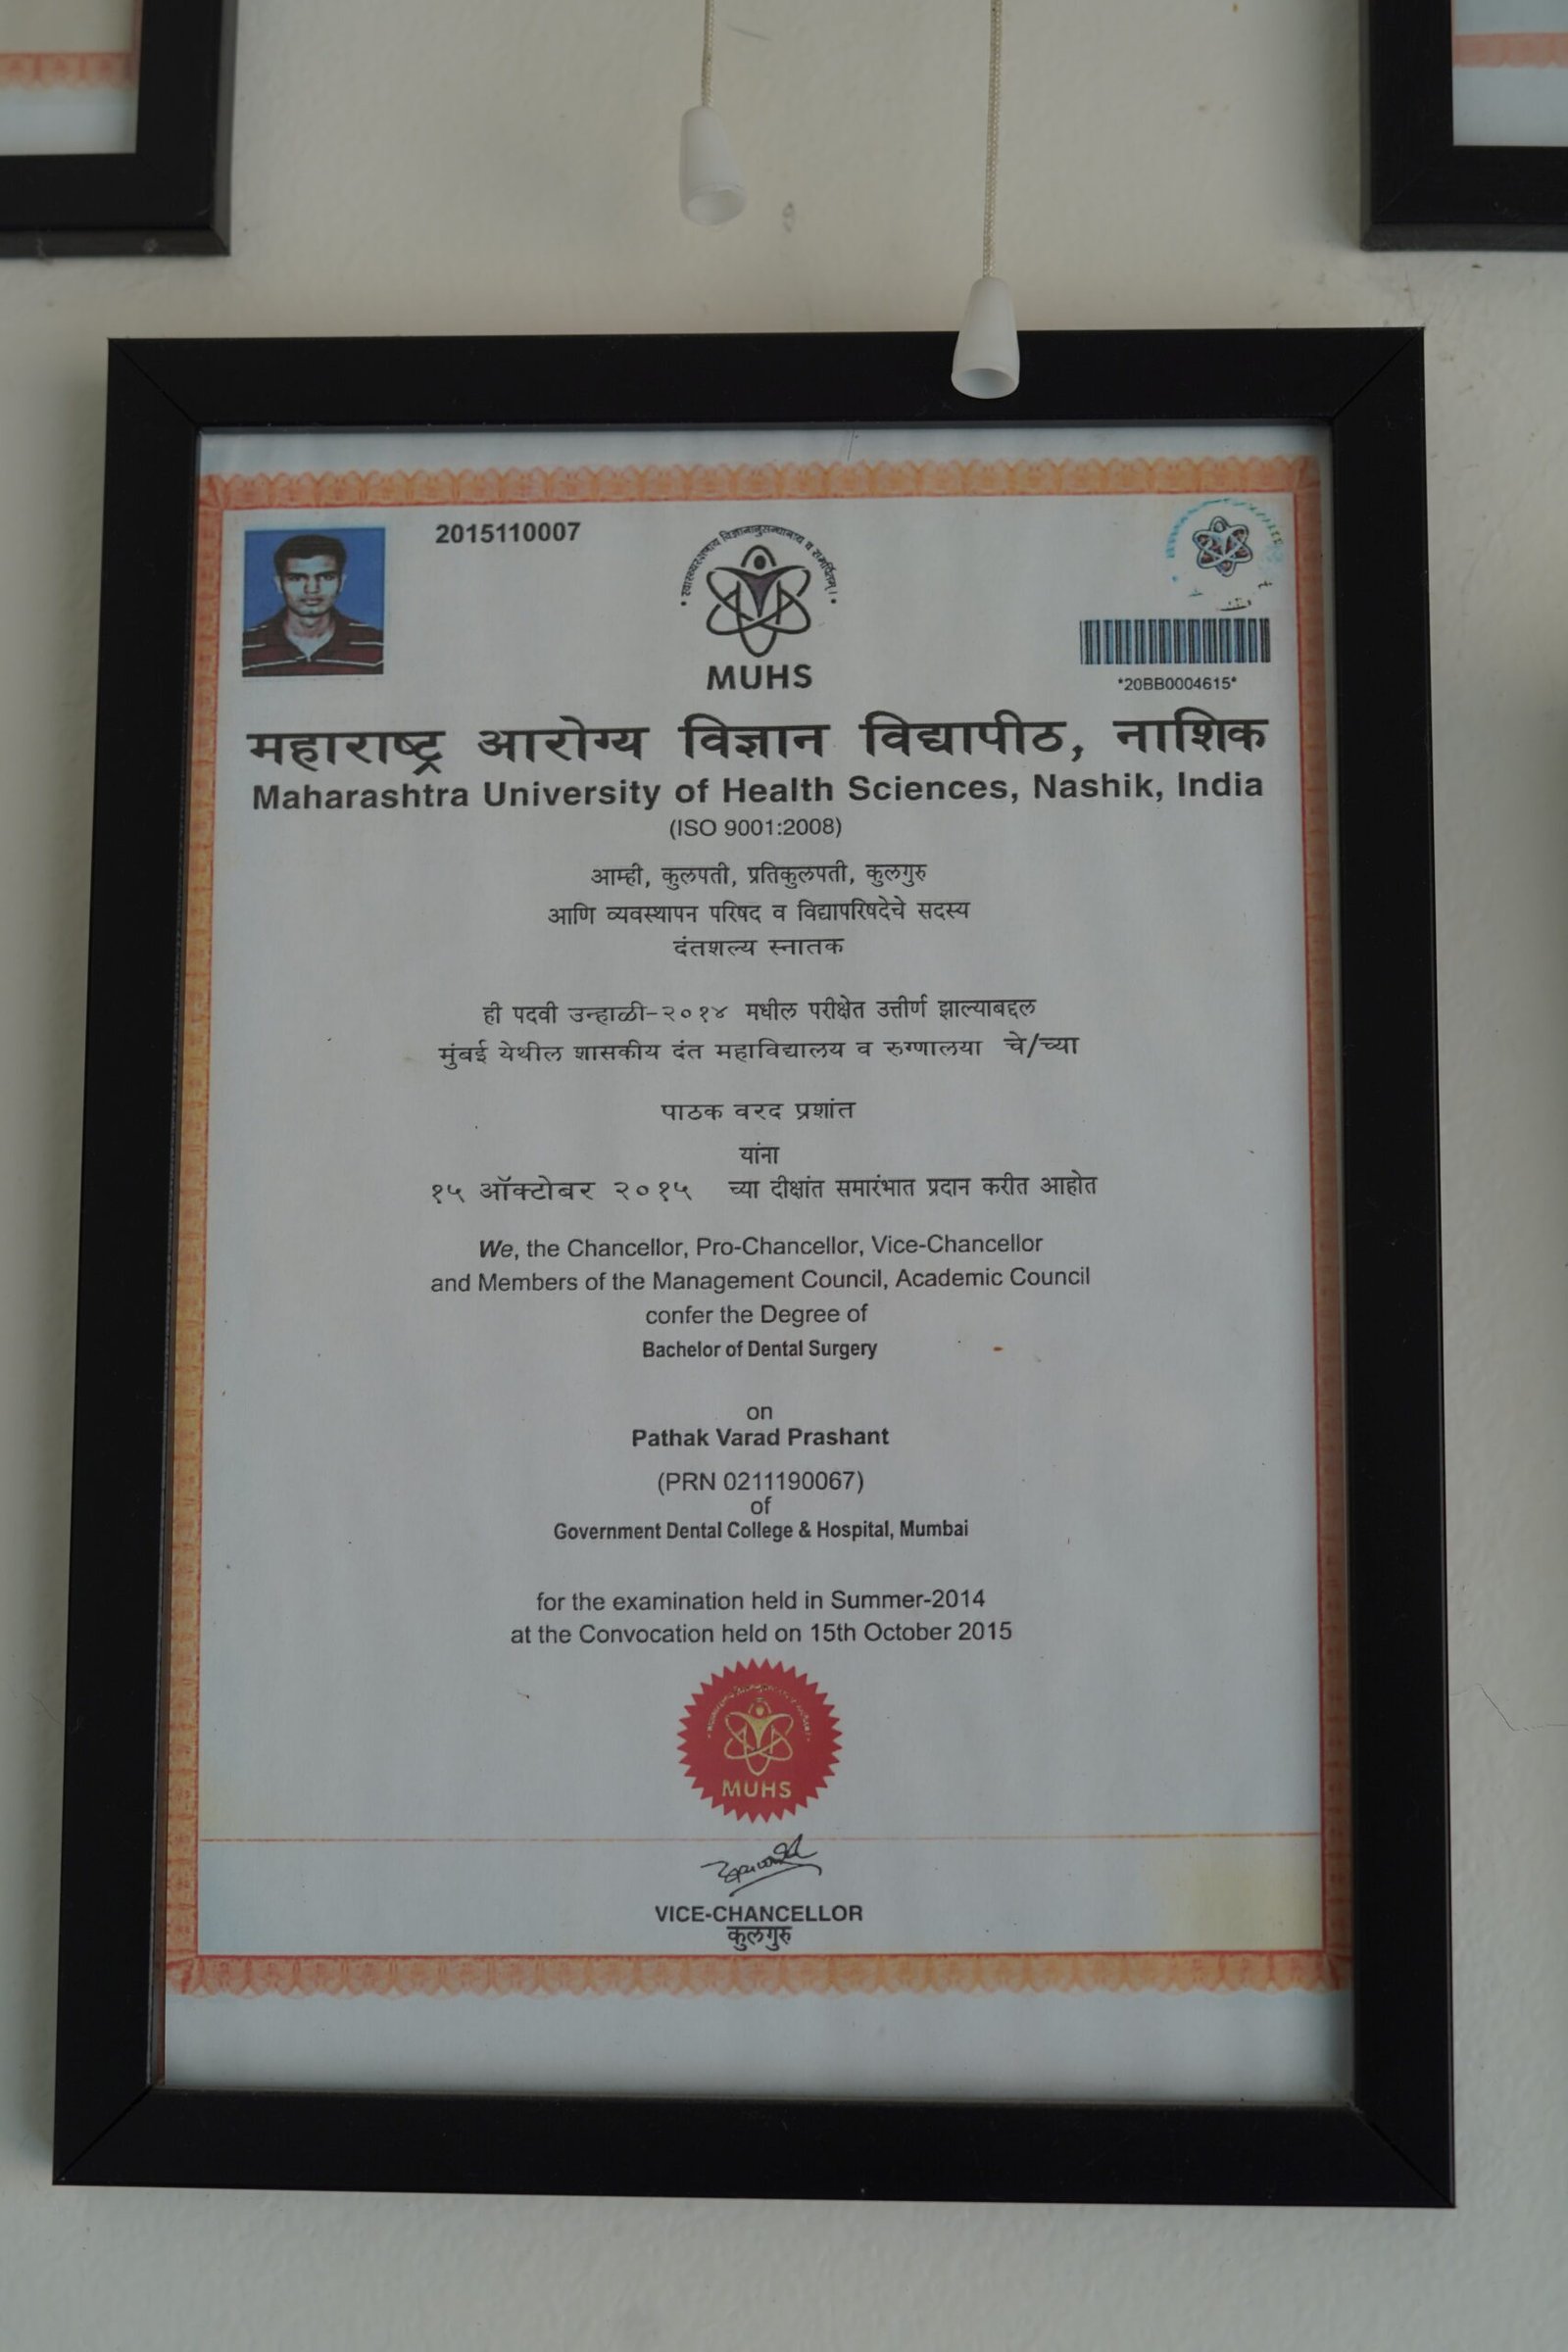 2015110007
• स्वास्थ्यरक्षणाय विज्ञानानुसन्धानाय च समर्पितम्। •
MUHS
*20BB0004615*
महाराष्ट्र आरोग्य विज्ञान विद्यापीठ, नाशिक
Maharashtra University of Health Sciences, Nashik, India
(ISO 9001:2008)
आम्ही, कुलपती, प्रतिकुलपती, कुलगुरु
आणि व्यवस्थापन परिषद व विद्यापरिषदेचे सदस्य
दंतशल्य स्नातक
ही पदवी उन्हाळी-२०१४ मधील परीक्षेत उत्तीर्ण झाल्याबद्दल
मुंबई येथील शासकीय दंत महाविद्यालय व रुग्णालया चे/च्या
पाठक वरद प्रशांत
यांना
१५ ऑक्टोबर २०१५ च्या दीक्षांत समारंभात प्रदान करीत आहोत
We, the Chancellor, Pro-Chancellor, Vice-Chancellor
and Members of the Management Council, Academic Council
confer the Degree of
Bachelor of Dental Surgery
on
Pathak Varad Prashant
(PRN 0211190067)
of
Government Dental College & Hospital, Mumbai
for the examination held in Summer-2014
at the Convocation held on 15th October 2015
MUHS
VICE-CHANCELLOR
कुलगुरु